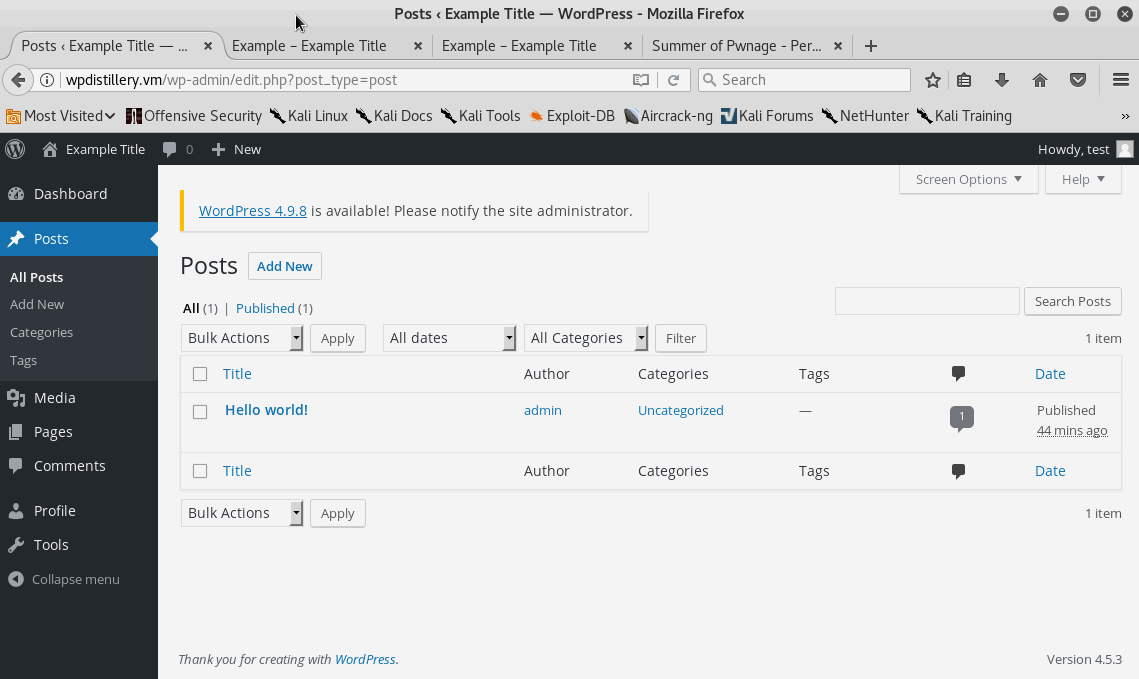 Posts ‹ Example Title — WordPress - Mozilla Firefox
Posts ‹ Example Title — ... Example – Example Title Example – Example Title Summer of Pwnage - Per...
wpdistillery.vm/wp-admin/edit.php?post_type=post Search
Most Visited Offensive Security Kali Linux Kali Docs Kali Tools Exploit-DB Aircrack-ng Kali Forums NetHunter Kali Training »
Example Title 0 New Howdy, test
Screen Options Help
Dashboard
Posts
All Posts
Add New
Categories
Tags
Media
Pages
Comments
Profile
Tools
Collapse menu
WordPress 4.9.8 is available! Please notify the site administrator.
Posts Add New
All (1) | Published (1)
Search Posts
Bulk Actions Apply All dates All Categories Filter 1 item
Title Author Categories Tags Date
Hello world! admin Uncategorized — 1 Published
44 mins ago
Title Author Categories Tags Date
Bulk Actions Apply 1 item
Thank you for creating with WordPress. Version 4.5.3